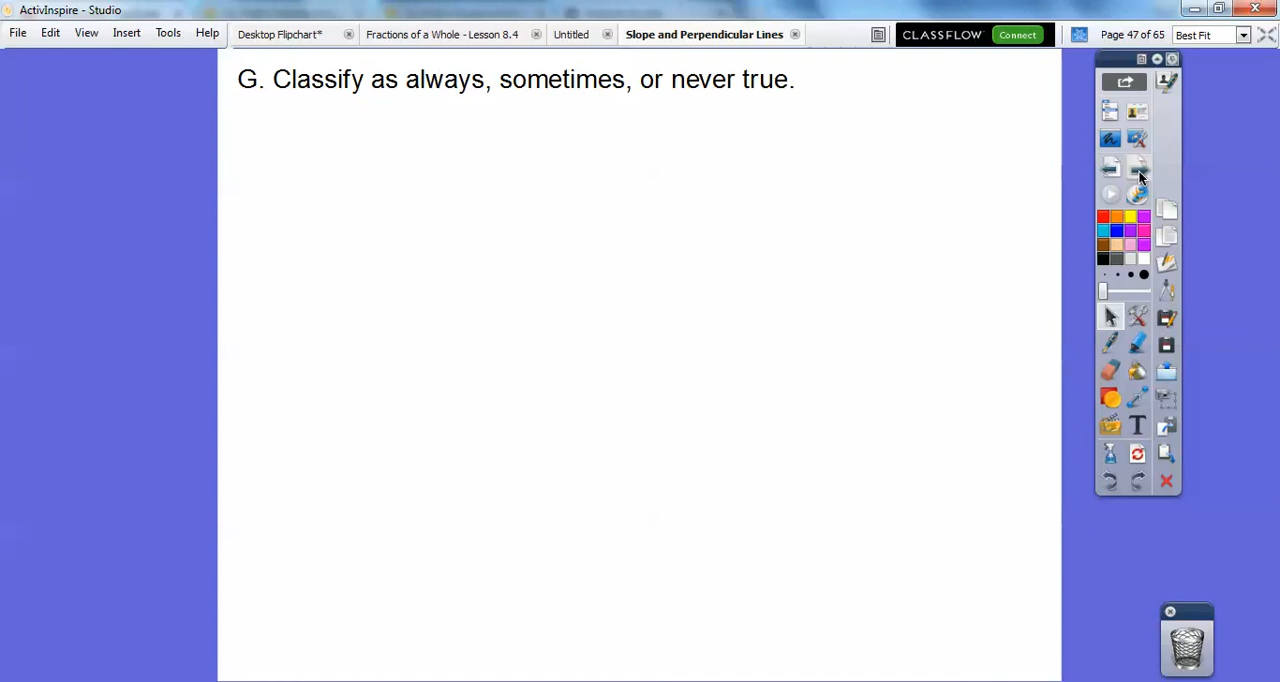 ActivInspire - Studio
File Edit View Insert Tools Help
Desktop Flipchart* Fractions of a Whole - Lesson 8.4 Untitled Slope and Perpendicular Lines
CLASSFLOW Connect
Page 47 of 65 Best Fit
G. Classify as always, sometimes, or never true.
T